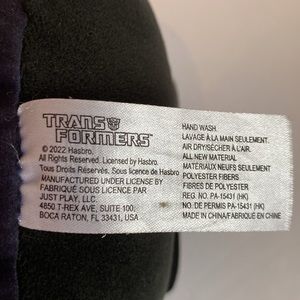 TRANS
FORMERS
© 2022 Hasbro.
All Rights Reserved. Licensed by Hasbro.
Tous Droits Réservés. Sous licence de Hasbro
MANUFACTURED UNDER LICENSE BY
FABRIQUÉ SOUS LICENCE PAR
JUST PLAY, LLC.
4850 T-REX AVE, SUITE 100,
BOCA RATON, FL 33431, USA
HAND WASH.
LAVAGE À LA MAIN SEULEMENT.
AIR DRY/SÉCHER À L'AIR.
ALL NEW MATERIAL
MATÉRIAUX NEUFS SEULEMENT
POLYESTER FIBERS
FIBRES DE POLYESTER
REG. NO. PA-15431 (HK)
NO. DE PERMIS PA-15431 (HK)
MADE IN CHINA/FABRIQUÉ EN CHINE